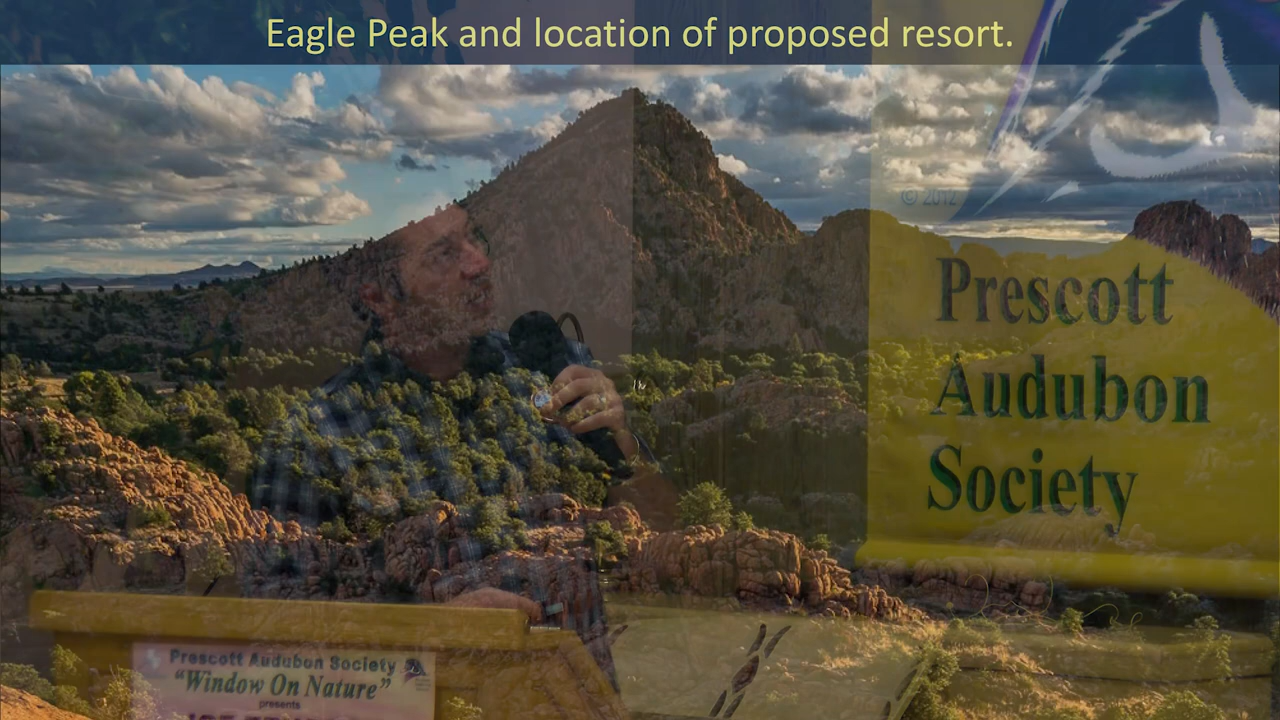 Eagle Peak and location of proposed resort.
© 2012
Prescott
Audubon
Society
Prescott Audubon Society
"Window On Nature"
presents